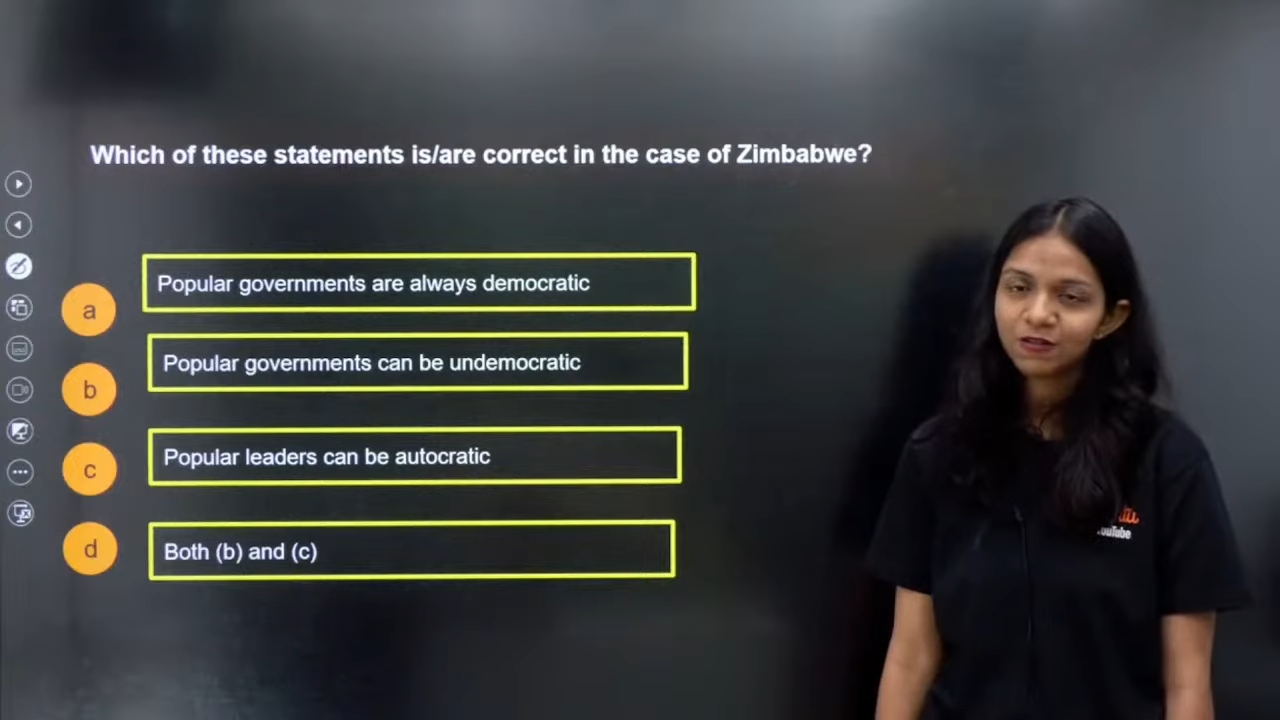 Which of these statements is/are correct in the case of Zimbabwe?
a
Popular governments are always democratic
b
Popular governments can be undemocratic
c
Popular leaders can be autocratic
d
Both (b) and (c)